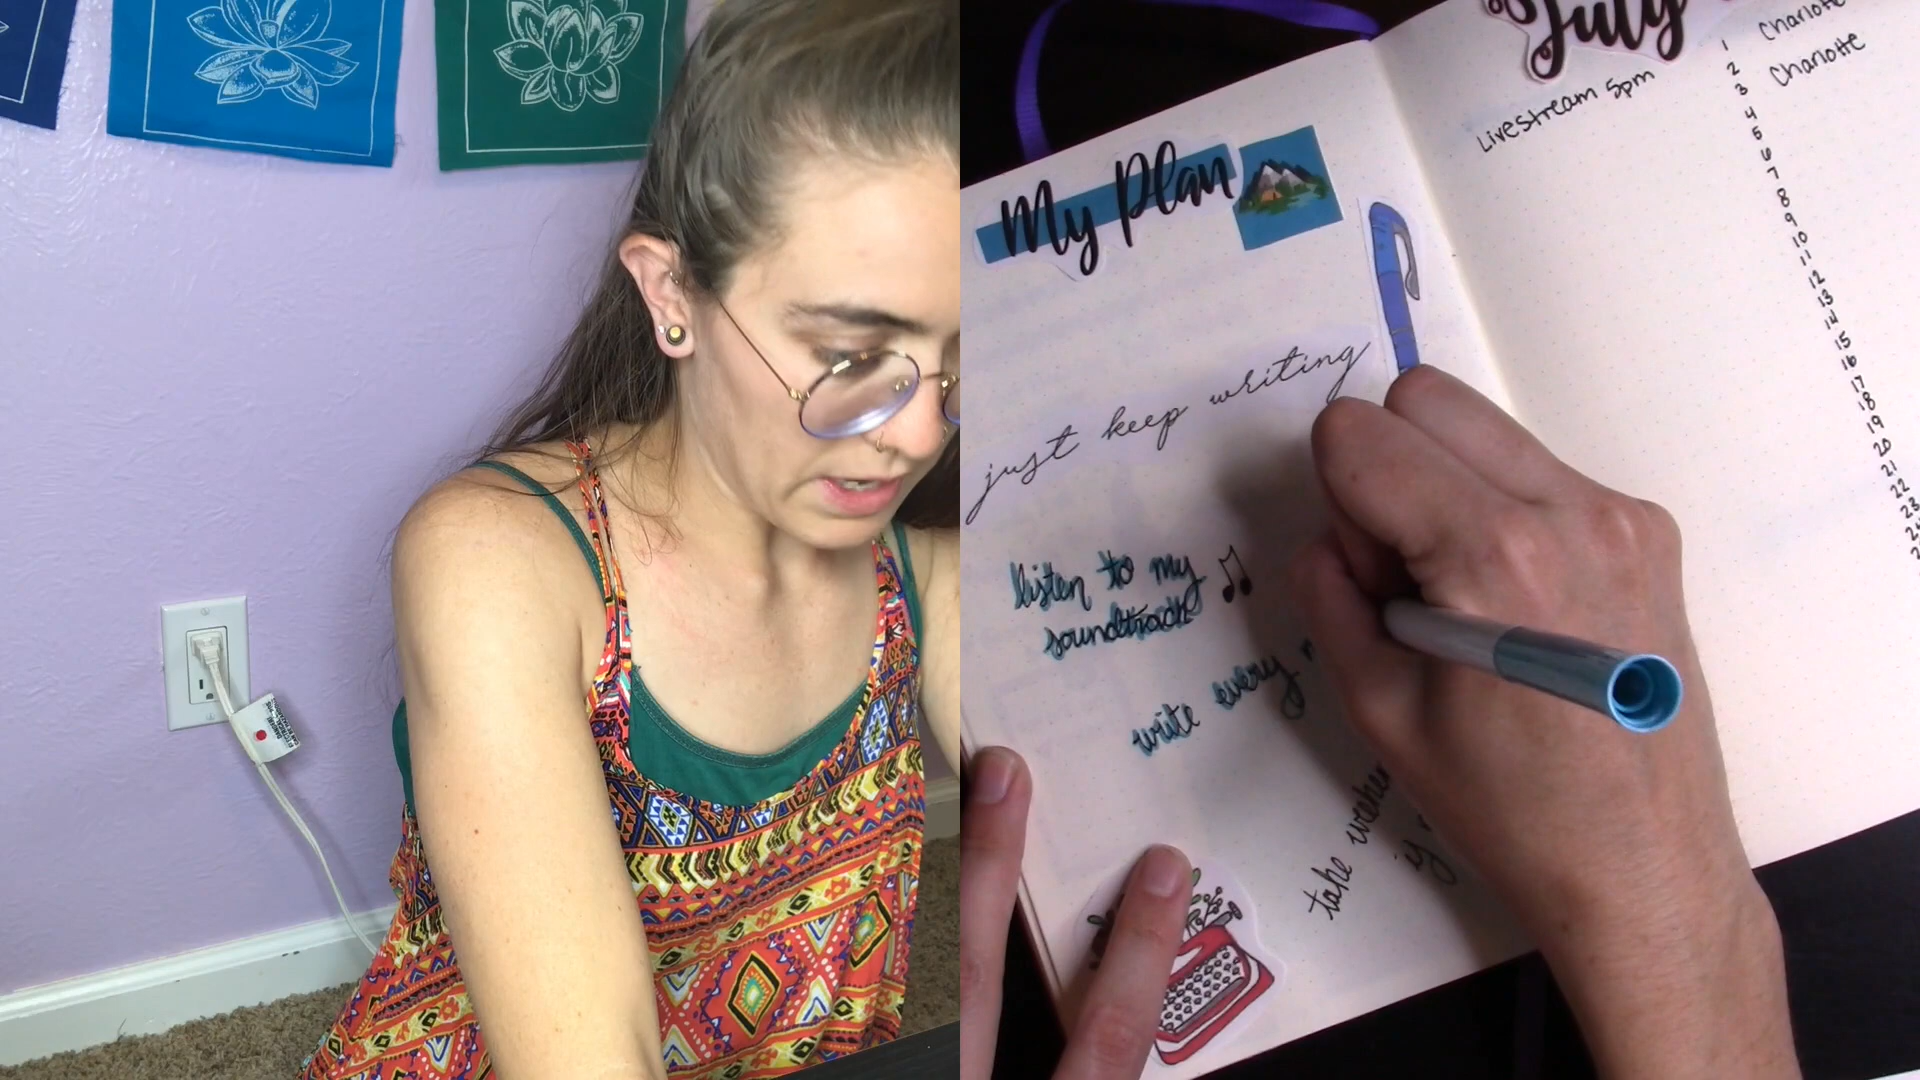 My Plan
just keep writing
listen to my
soundtrack
write every
take
July
Livestream 5pm
1 Charlotte
2 Charlotte
3
4
5
6
7
8
9
10
11
12
13
14
15
16
17
18
19
20
21
22
23